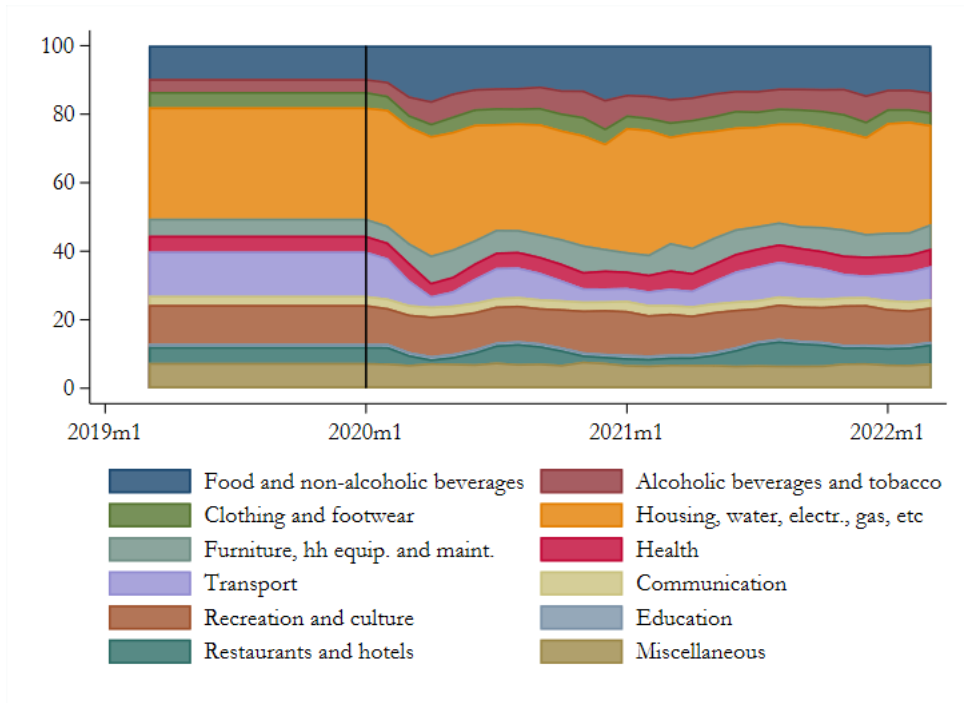 100
80
60
40
20
0
2019m1 2020m1 2021m1 2022m1
Food and non-alcoholic beverages Alcoholic beverages and tobacco
Clothing and footwear Housing, water, electr., gas, etc
Furniture, hh equip. and maint. Health
Transport Communication
Recreation and culture Education
Restaurants and hotels Miscellaneous